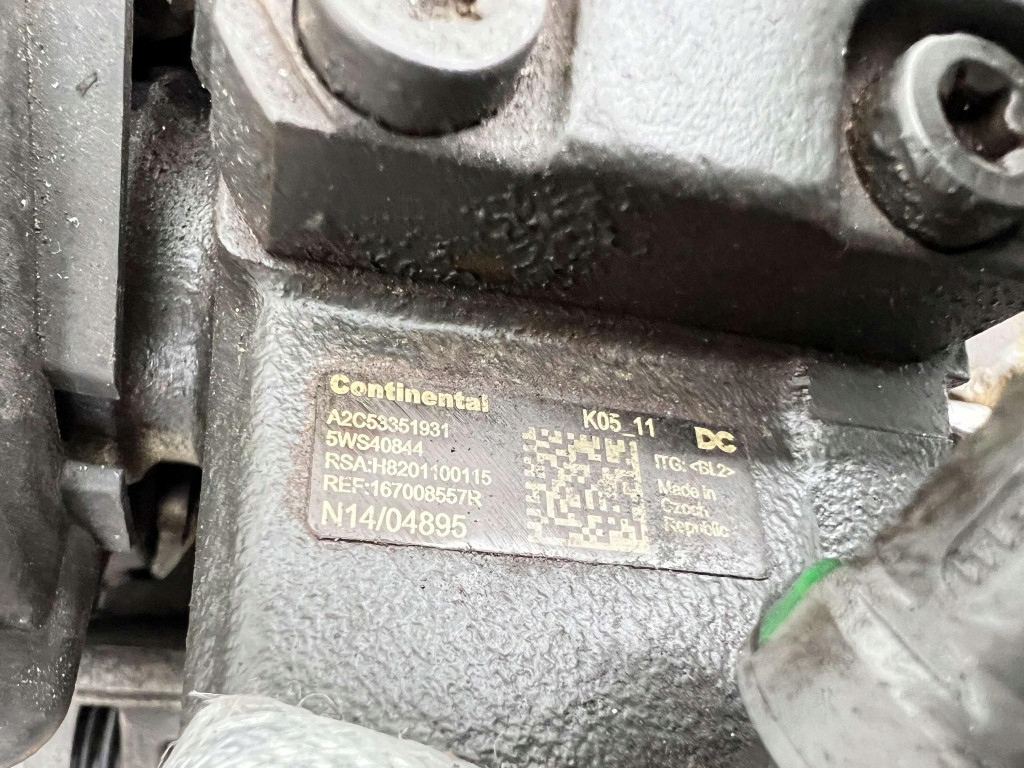 Continental
A2C53351931
5WS40844
RSA:H8201100115
REF:167008557R
N14/04895
K05_11
DC
ITG: <BL2>
Made in
Czech
Republic